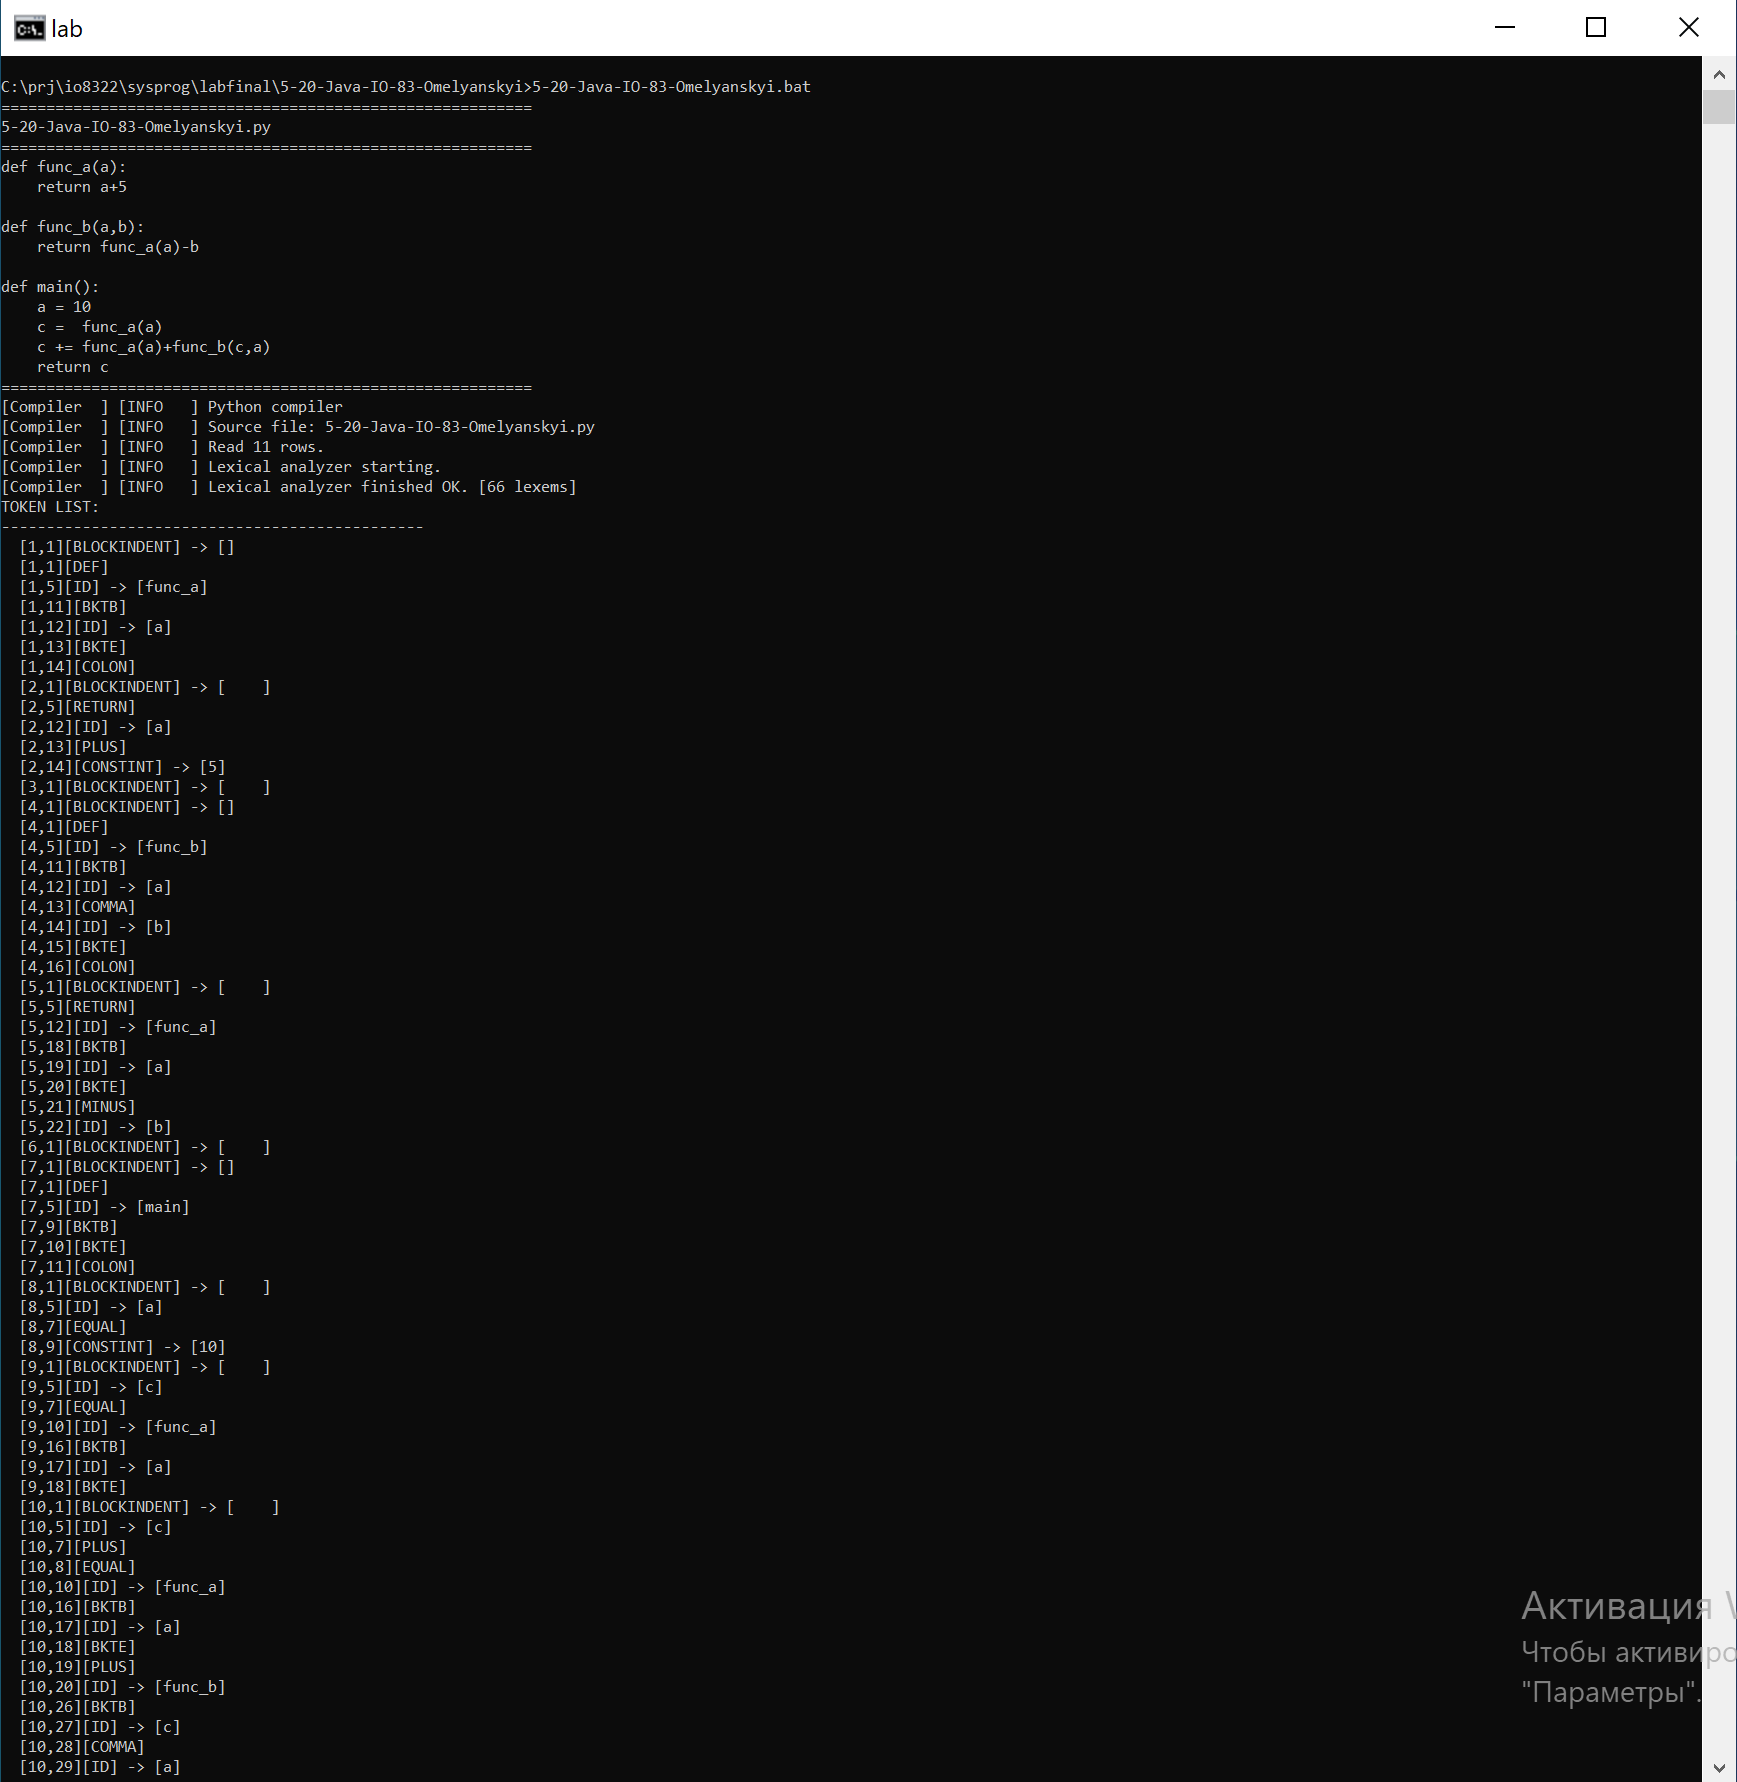 lab
C:\prj\io8322\sysprog\labfinal\5-20-Java-IO-83-Omelyanskyi>5-20-Java-IO-83-Omelyanskyi.bat
===========================================================
5-20-Java-IO-83-Omelyanskyi.py
===========================================================
def func_a(a):
    return a+5
def func_b(a,b):
    return func_a(a)-b
def main():
    a = 10
    c =  func_a(a)
    c += func_a(a)+func_b(c,a)
    return c
===========================================================
[Compiler  ] [INFO   ] Python compiler
[Compiler  ] [INFO   ] Source file: 5-20-Java-IO-83-Omelyanskyi.py
[Compiler  ] [INFO   ] Read 11 rows.
[Compiler  ] [INFO   ] Lexical analyzer starting.
[Compiler  ] [INFO   ] Lexical analyzer finished OK. [66 lexems]
TOKEN LIST:
-----------------------------------------------
  [1,1][BLOCKINDENT] -> []
  [1,1][DEF]
  [1,5][ID] -> [func_a]
  [1,11][BKTB]
  [1,12][ID] -> [a]
  [1,13][BKTE]
  [1,14][COLON]
  [2,1][BLOCKINDENT] -> [    ]
  [2,5][RETURN]
  [2,12][ID] -> [a]
  [2,13][PLUS]
  [2,14][CONSTINT] -> [5]
  [3,1][BLOCKINDENT] -> [    ]
  [4,1][BLOCKINDENT] -> []
  [4,1][DEF]
  [4,5][ID] -> [func_b]
  [4,11][BKTB]
  [4,12][ID] -> [a]
  [4,13][COMMA]
  [4,14][ID] -> [b]
  [4,15][BKTE]
  [4,16][COLON]
  [5,1][BLOCKINDENT] -> [    ]
  [5,5][RETURN]
  [5,12][ID] -> [func_a]
  [5,18][BKTB]
  [5,19][ID] -> [a]
  [5,20][BKTE]
  [5,21][MINUS]
  [5,22][ID] -> [b]
  [6,1][BLOCKINDENT] -> [    ]
  [7,1][BLOCKINDENT] -> []
  [7,1][DEF]
  [7,5][ID] -> [main]
  [7,9][BKTB]
  [7,10][BKTE]
  [7,11][COLON]
  [8,1][BLOCKINDENT] -> [    ]
  [8,5][ID] -> [a]
  [8,7][EQUAL]
  [8,9][CONSTINT] -> [10]
  [9,1][BLOCKINDENT] -> [    ]
  [9,5][ID] -> [c]
  [9,7][EQUAL]
  [9,10][ID] -> [func_a]
  [9,16][BKTB]
  [9,17][ID] -> [a]
  [9,18][BKTE]
  [10,1][BLOCKINDENT] -> [    ]
  [10,5][ID] -> [c]
  [10,7][PLUS]
  [10,8][EQUAL]
  [10,10][ID] -> [func_a]
  [10,16][BKTB]
  [10,17][ID] -> [a]
  [10,18][BKTE]
  [10,19][PLUS]
  [10,20][ID] -> [func_b]
  [10,26][BKTB]
  [10,27][ID] -> [c]
  [10,28][COMMA]
  [10,29][ID] -> [a]
Активация
Чтобы
"Параметры".